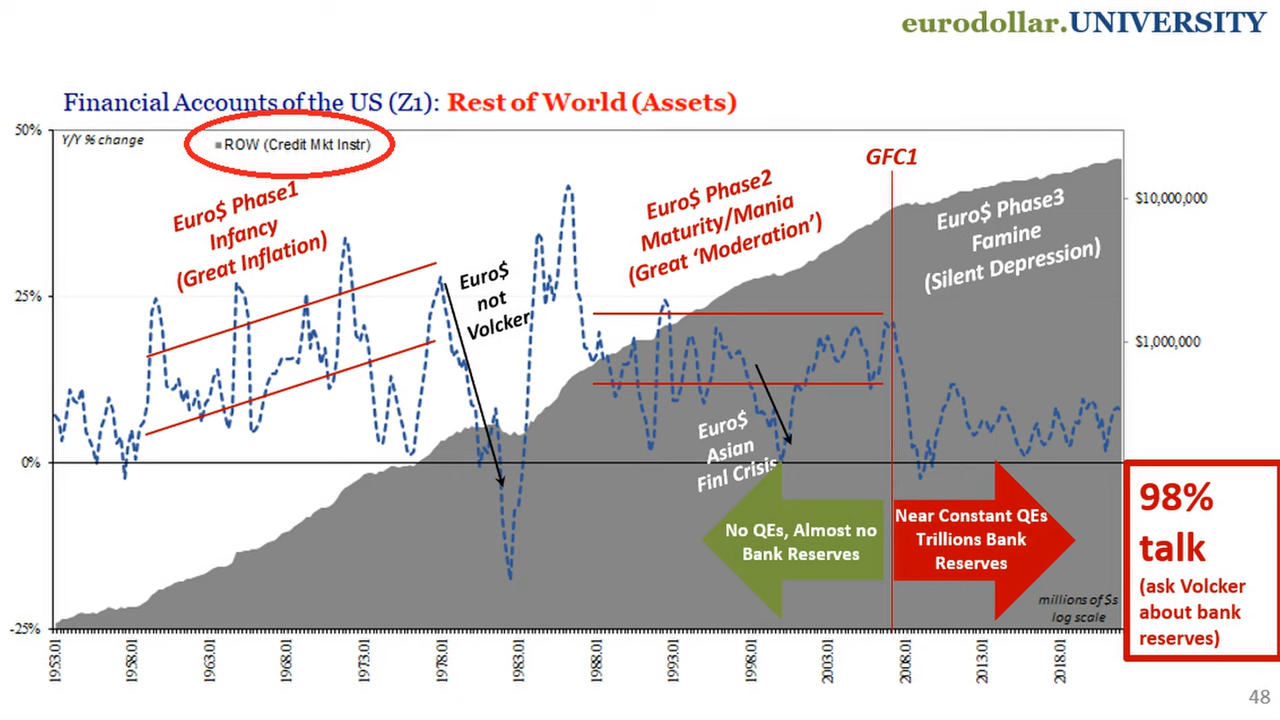 eurodollar.UNIVERSITY
Financial Accounts of the US (Z1): Rest of World (Assets)
50%
25%
0%
-25%
Y/Y % change
ROW (Credit Mkt Instr)
Euro$ Phase1
Infancy
(Great Inflation)
Euro$
not
Volcker
Euro$ Phase2
Maturity/Mania
(Great ‘Moderation’)
GFC1
Euro$ Phase3
Famine
(Silent Depression)
$10,000,000
$1,000,000
Euro$
Asian
Finl Crisis
No QEs, Almost no
Bank Reserves
Near Constant QEs
Trillions Bank
Reserves
millions of $s
log scale
98%
talk
(ask Volcker
about bank
reserves)
1953.01
1958.01
1963.01
1968.01
1973.01
1978.01
1983.01
1988.01
1993.01
1998.01
2003.01
2008.01
2013.01
2018.01
48